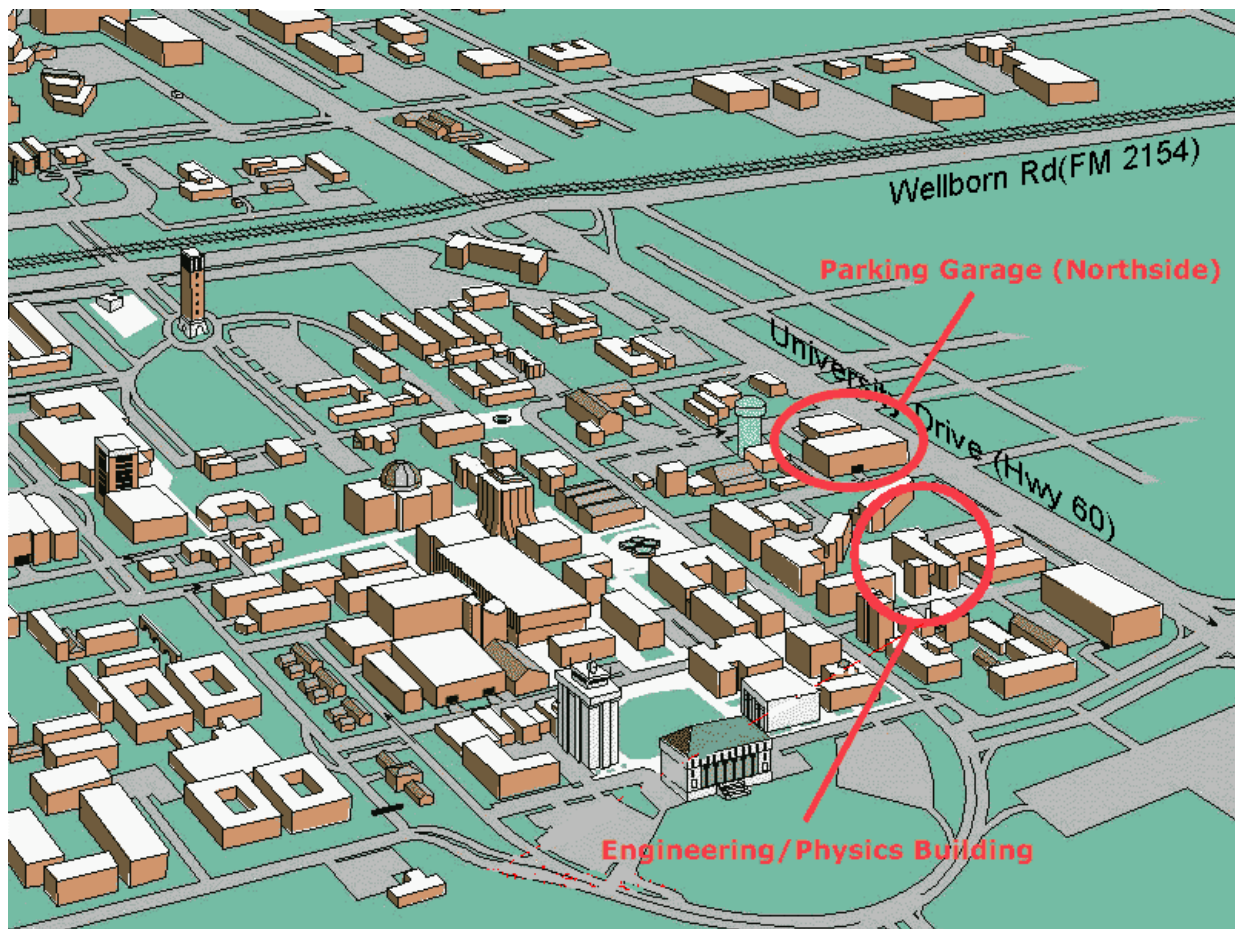 Wellborn Rd(FM 2154)
Parking Garage (Northside)
University Drive (Hwy 60)
Engineering/Physics Building